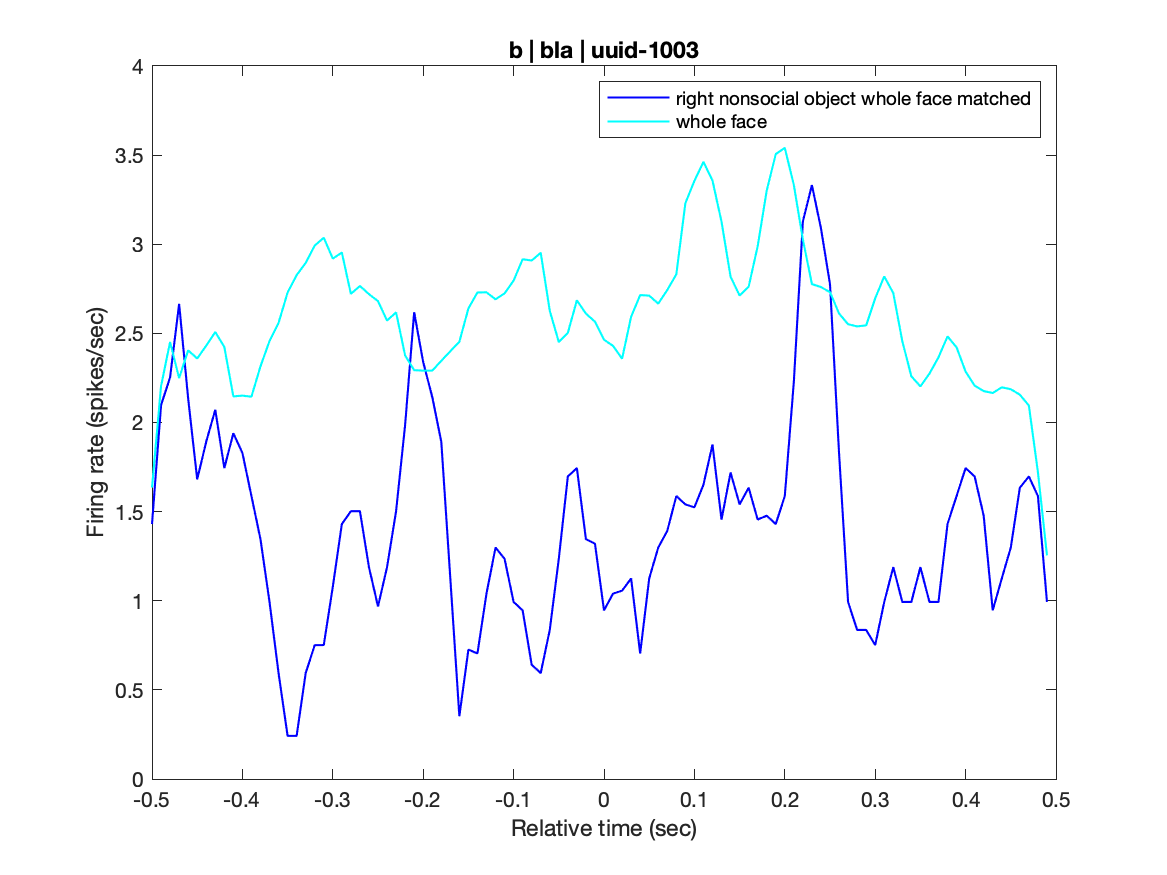 b | bla | uuid-1003
right nonsocial object whole face matched
whole face
4
3.5
3
2.5
2
1.5
1
0.5
0
Firing rate (spikes/sec)
-0.5 -0.4 -0.3 -0.2 -0.1 0 0.1 0.2 0.3 0.4 0.5
Relative time (sec)